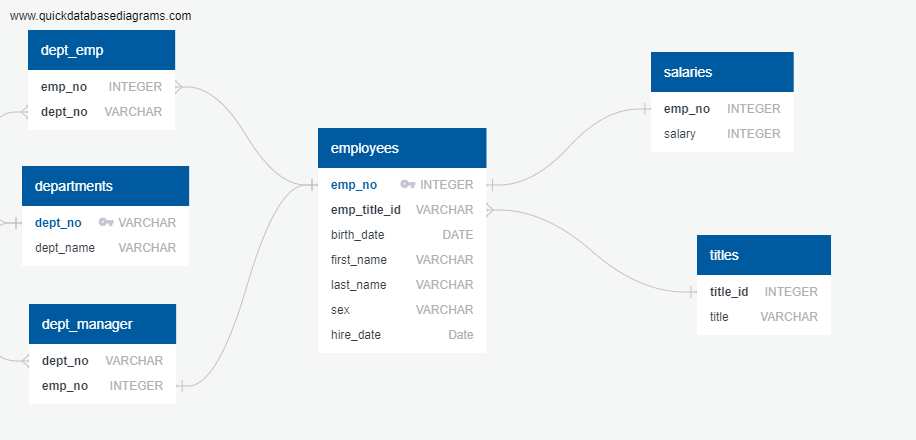 www.quickdatabasediagrams.com
dept_emp
emp_no INTEGER
dept_no VARCHAR
departments
dept_no VARCHAR
dept_name VARCHAR
dept_manager
dept_no VARCHAR
emp_no INTEGER
employees
emp_no INTEGER
emp_title_id VARCHAR
birth_date DATE
first_name VARCHAR
last_name VARCHAR
sex VARCHAR
hire_date Date
salaries
emp_no INTEGER
salary INTEGER
titles
title_id INTEGER
title VARCHAR